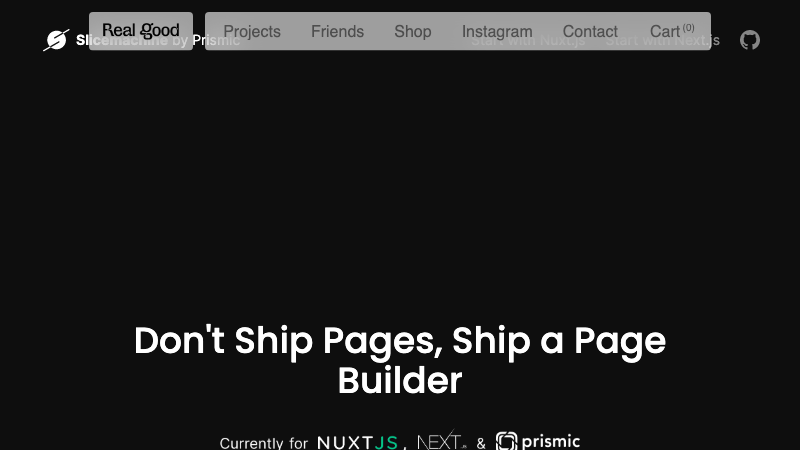 Real good
Projects Friends Shop Instagram Contact Cart (0)
Slicemachine by Prismic Start with Nuxt.js Start with Next.js
Don't Ship Pages, Ship a Page
Builder
Currently for NUXTJS, NEXT.js & prismic